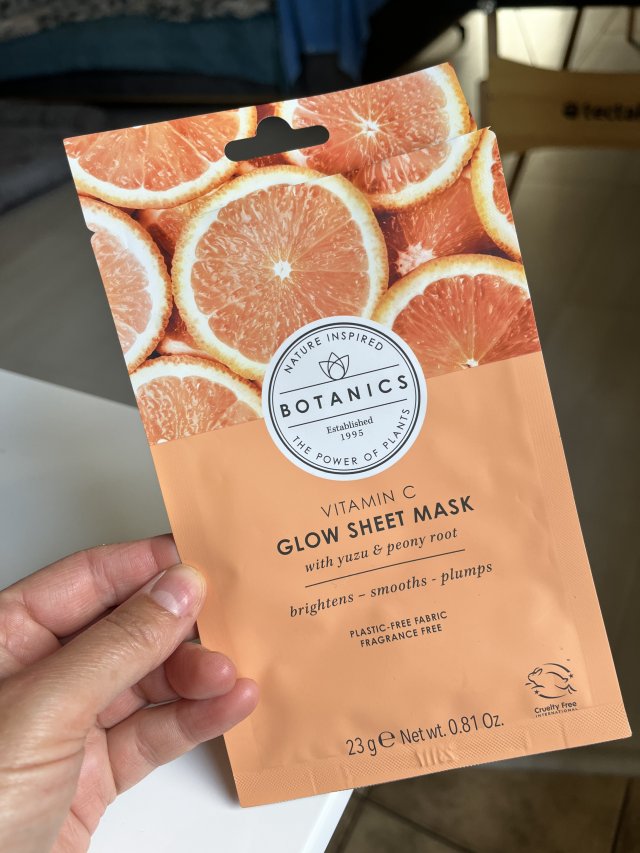 NATURE INSPIRED
BOTANICS
Established
1995
THE POWER OF PLANTS
VITAMIN C
GLOW SHEET MASK
with yuzu & peony root
brightens – smooths - plumps
PLASTIC-FREE FABRIC
FRAGRANCE FREE
Cruelty Free
INTERNATIONAL
23 g ℮ Net wt. 0.81 Oz.